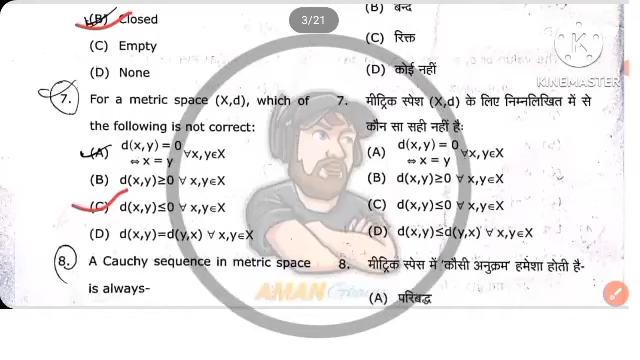 3/21
(B) Closed
(C) Empty
(D) None
7. For a metric space (X,d), which of
the following is not correct:
(A) d(x,y) = 0
⇔ x = y ∀x,y∈X
(B) d(x,y)≥0 ∀ x,y∈X
(C) d(x,y)≤0 ∀ x,y∈X
(D) d(x,y)=d(y,x) ∀ x,y∈X
8. A Cauchy sequence in metric space
is always-
(B) बन्द
(C) रिक्त
(D) कोई नहीं
7. मीट्रिक स्पेश (X,d) के लिए निम्नलिखित में से
कौन सा सही नहीं है:
(A) d(x,y) = 0
⇔ x = y ∀x,y∈X
(B) d(x,y)≥0 ∀ x,y∈X
(C) d(x,y)≤0 ∀ x,y∈X
(D) d(x,y)≤d(y,x) ∀ x,y∈X
8. मीट्रिक स्पेस में 'कौसी अनुक्रम' हमेशा होती है-
(A) परिबद्ध
K
KINEMASTER
AMAN